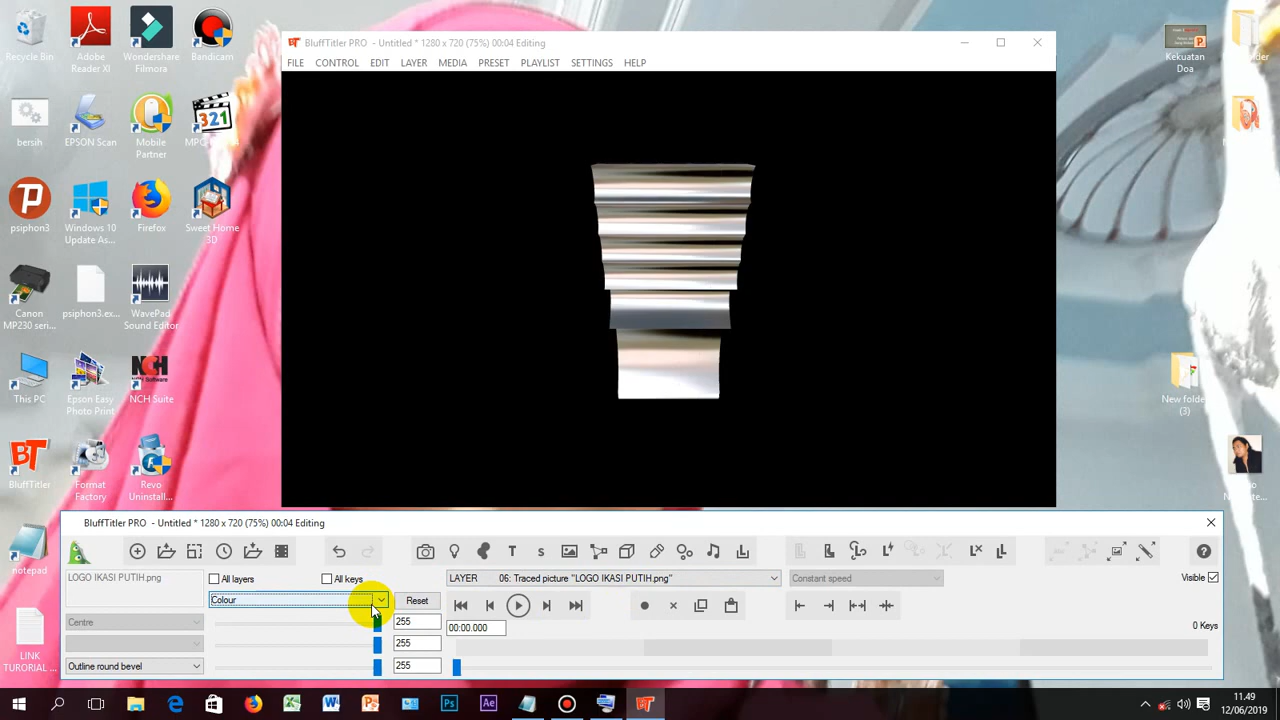 Recycle Bin
Adobe
Reader XI
Wondershare
Filmora
Bandicam
BluffTitler PRO - Untitled * 1280 x 720 (75%) 00:04 Editing
FILE CONTROL EDIT LAYER MEDIA PRESET PLAYLIST SETTINGS HELP
Kekuatan
Doa
bersih
EPSON Scan
Mobile
Partner
321
psiphon3
Windows 10
Update As...
Firefox
Sweet Home
3D
Canon
MP230 seri...
psiphon3.ex...
WavePad
Sound Editor
This PC
Epson Easy
Photo Print
NCH
NCH Suite
New folde
(3)
BT
BluffTitler
Format
Factory
Revo
Uninstall...
notepad
LINK
TURORIAL ...
BluffTitler PRO - Untitled * 1280 x 720 (75%) 00:04 Editing
LOGO IKASI PUTIH.png
All layers
All keys
LAYER 06: Traced picture "LOGO IKASI PUTIH.png"
Constant speed
Visible
Colour
Reset
Centre
255
00:00.000
0 Keys
255
Outline round bevel
255
11.49
12/06/2019